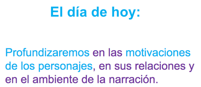 El día de hoy:
Profundizaremos en las motivaciones
de los personajes, en sus relaciones y
en el ambiente de la narración.